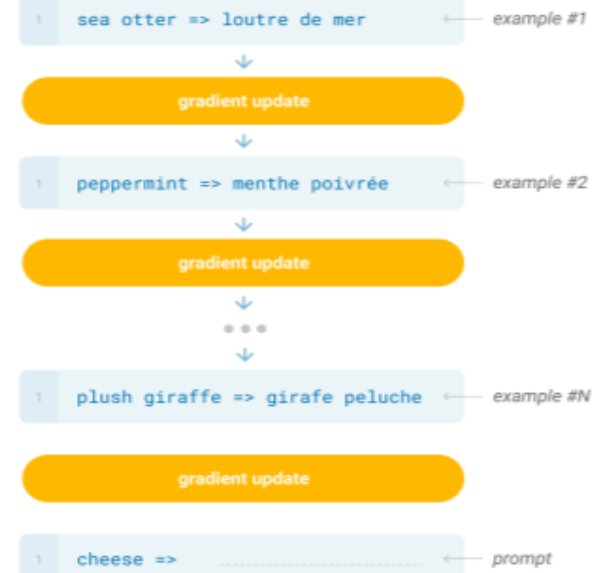 1 sea otter => loutre de mer example #1
gradient update
1 peppermint => menthe poivrée example #2
gradient update
1 plush giraffe => girafe peluche example #N
gradient update
1 cheese => prompt